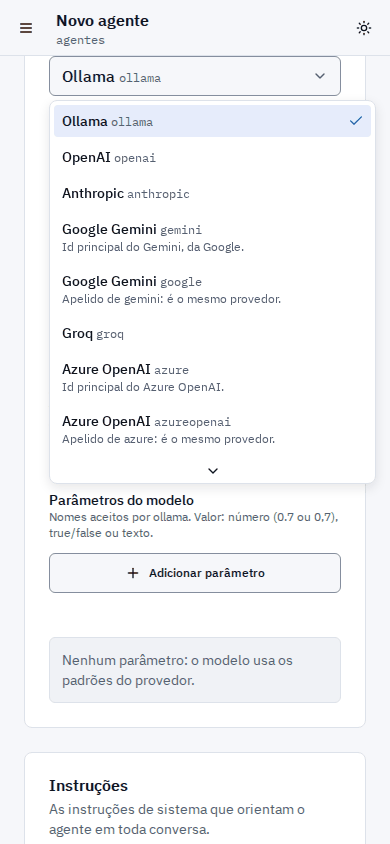 Novo agente
agentes
Ollama ollama
Ollama ollama
OpenAI openai
Anthropic anthropic
Google Gemini gemini
Id principal do Gemini, da Google.
Google Gemini google
Apelido de gemini: é o mesmo provedor.
Groq groq
Azure OpenAI azure
Id principal do Azure OpenAI.
Azure OpenAI azureopenai
Apelido de azure: é o mesmo provedor.
Parâmetros do modelo
Nomes aceitos por ollama. Valor: número (0.7 ou 0,7),
true/false ou texto.
Adicionar parâmetro
Nenhum parâmetro: o modelo usa os
padrões do provedor.
Instruções
As instruções de sistema que orientam o
agente em toda conversa.